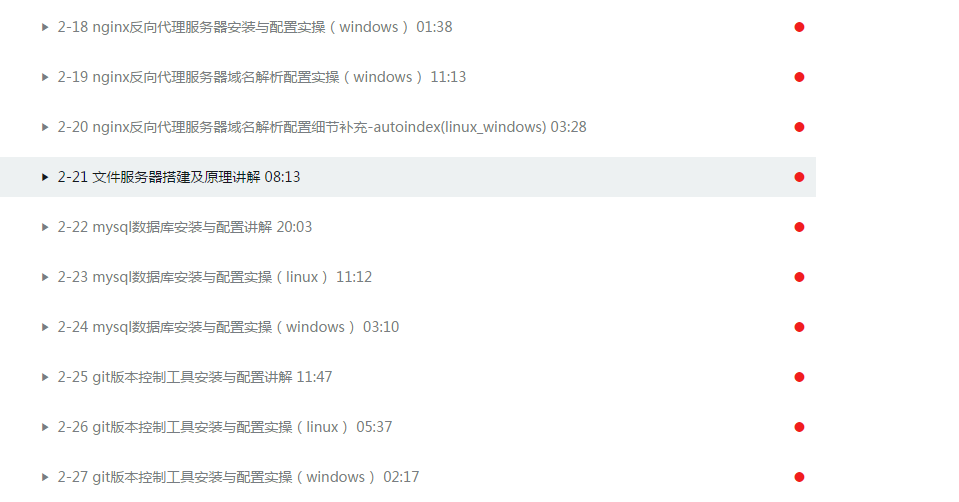 2-18 nginx反向代理服务器安装与配置实操（windows） 01:38
2-19 nginx反向代理服务器域名解析配置实操（windows） 11:13
2-20 nginx反向代理服务器域名解析配置细节补充-autoindex(linux_windows) 03:28
2-21 文件服务器搭建及原理讲解 08:13
2-22 mysql数据库安装与配置讲解 20:03
2-23 mysql数据库安装与配置实操（linux） 11:12
2-24 mysql数据库安装与配置实操（windows） 03:10
2-25 git版本控制工具安装与配置讲解 11:47
2-26 git版本控制工具安装与配置实操（linux） 05:37
2-27 git版本控制工具安装与配置实操（windows） 02:17